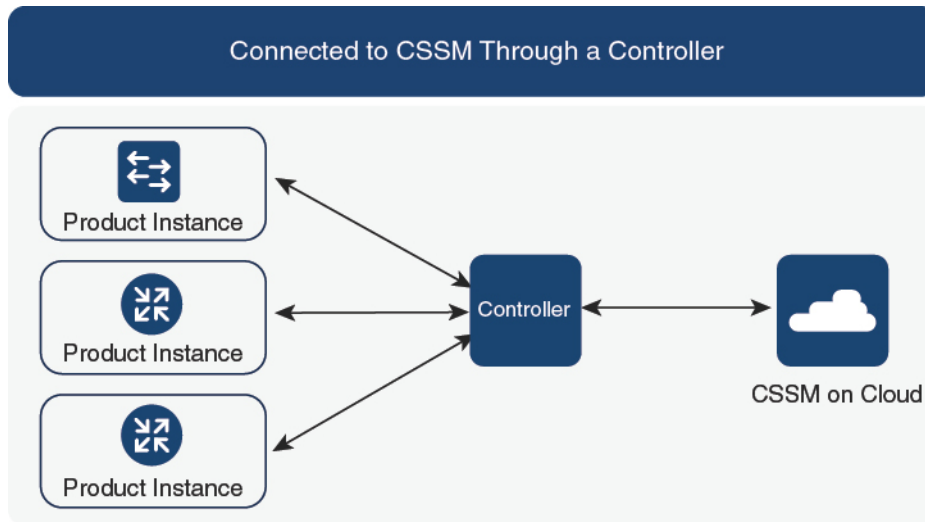 Connected to CSSM Through a Controller
Product Instance
Product Instance
Product Instance
Controller
CSSM on Cloud